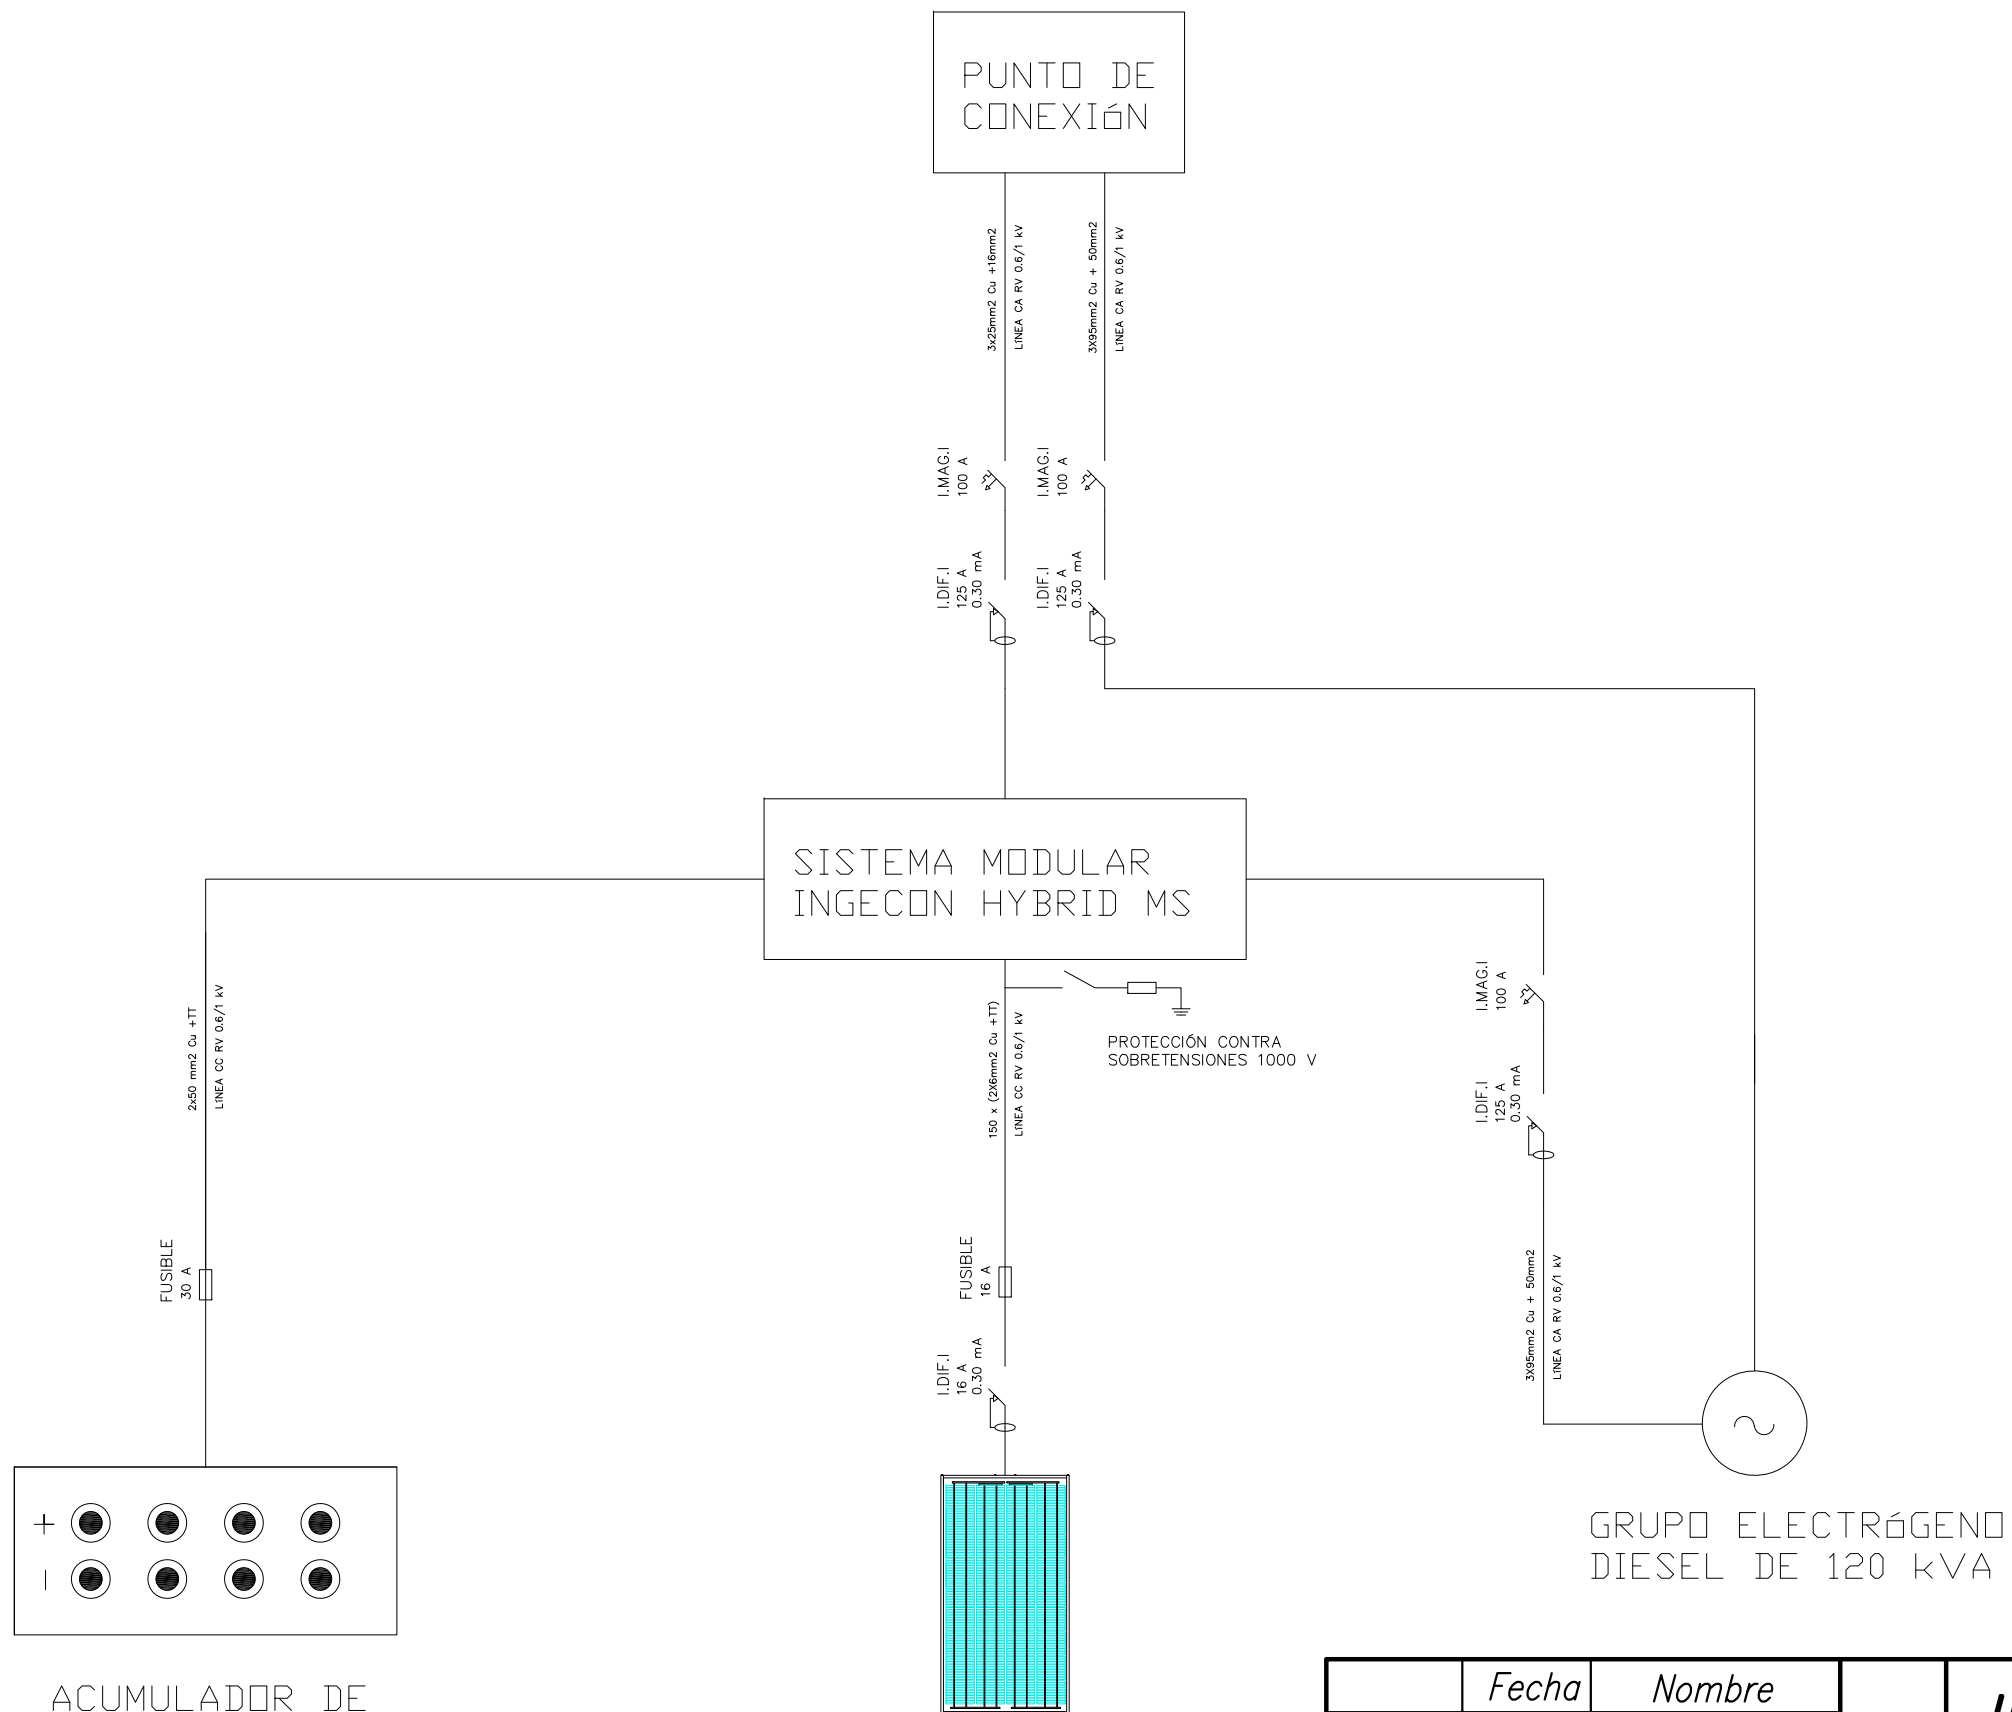 PUNTO DE
CONEXIóN
3x25mm2 Cu +16mm2
LíNEA CA RV 0.6/1 kV
3X95mm2 Cu + 50mm2
LíNEA CA RV 0.6/1 kV
I.MAG.I
100 A
I.MAG.I
100 A
I.DIF.I
125 A
0.30 mA
I.DIF.I
125 A
0.30 mA
SISTEMA MODULAR
INGECON HYBRID MS
2x50 mm2 Cu +TT
LíNEA CC RV 0.6/1 kV
150 x (2X6mm2 Cu +TT)
LíNEA CC RV 0.6/1 kV
PROTECCIÓN CONTRA
SOBRETENSIONES 1000 V
I.MAG.I
100 A
I.DIF.I
125 A
0.30 mA
FUSIBLE
30 A
FUSIBLE
16 A
I.DIF.I
16 A
0.30 mA
3X95mm2 Cu + 50mm2
LíNEA CA RV 0.6/1 kV
+
-
GRUPO ELECTRóGENO
DIESEL DE 120 kVA
ACUMULADOR DE
Fecha Nombre